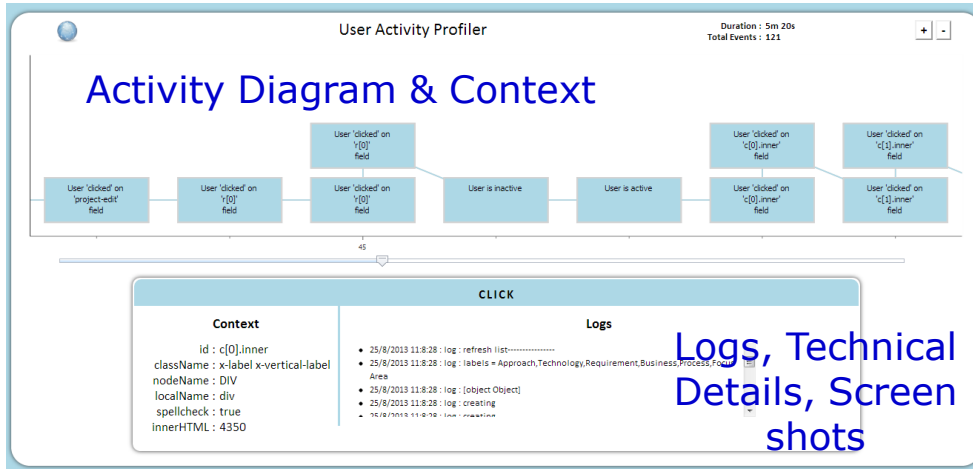 User Activity Profiler
Duration : 5m 20s
Total Events : 121
+ -
Activity Diagram & Context
User 'clicked' on
'r[0]'
field
User 'clicked' on
'c[0].inner'
field
User 'clicked' on
'c[1].inner'
field
User 'clicked' on
'project-edit'
field
User 'clicked' on
'r[0]'
field
User 'clicked' on
'r[0]'
field
User is inactive
User is active
User 'clicked' on
'c[0].inner'
field
User 'clicked' on
'c[1].inner'
field
45
CLICK
Context
id : c[0].inner
className : x-label x-vertical-label
nodeName : DIV
localName : div
spellcheck : true
innerHTML : 4350
Logs
25/8/2013 11:8:28 : log : refresh list----------------
25/8/2013 11:8:28 : log : labels = Approach,Technology,Requirement,Business,Process,Focus
Area
25/8/2013 11:8:28 : log : [object Object]
25/8/2013 11:8:28 : log : creating
25/8/2013 11:8:28 : log : creating
Logs, Technical
Details, Screen
shots